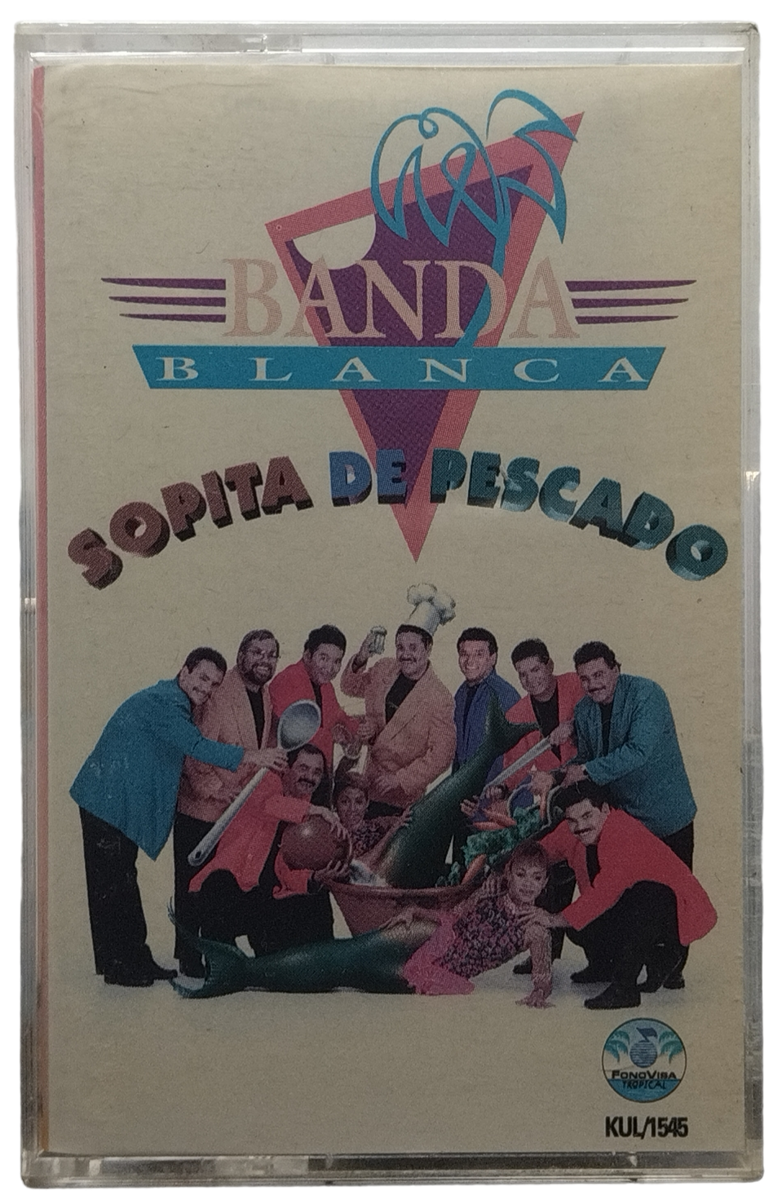 BANDA
BLANCA
SOPITA DE PESCADO
FONOVISA
TROPICAL
KUL/1545